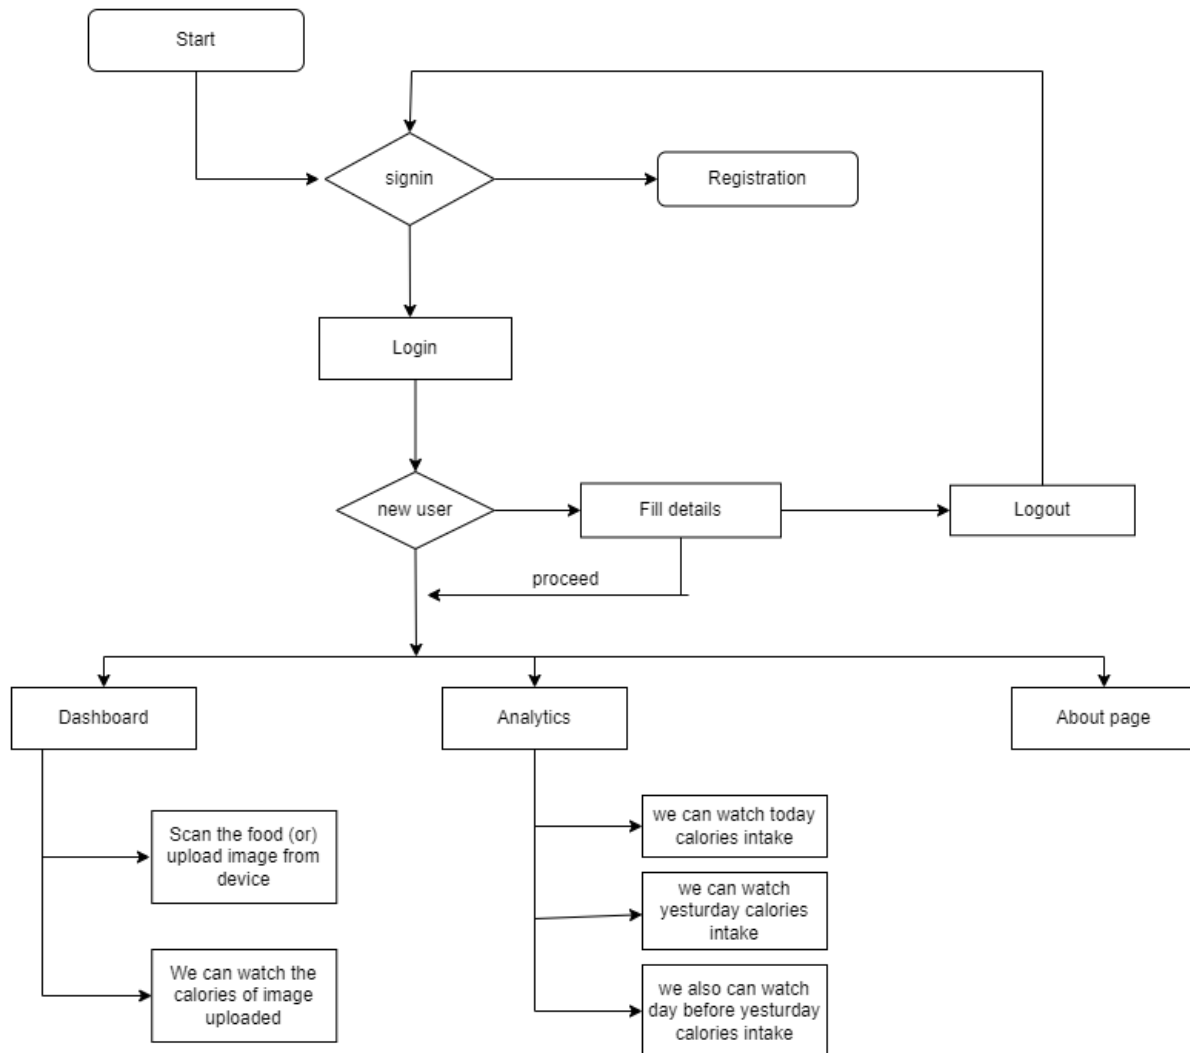 Start
signin
Registration
Login
new user
Fill details
Logout
proceed
Dashboard
Analytics
About page
Scan the food (or)
upload image from
device
We can watch the
calories of image
uploaded
we can watch today
calories intake
we can watch
yesturday calories
intake
we also can watch
day before yesturday
calories intake